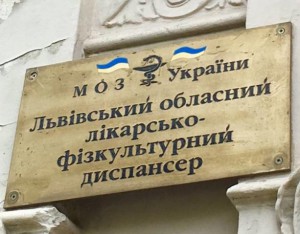 МОЗ України
Львівський обласний
лікарсько-
фізкультурний
диспансер